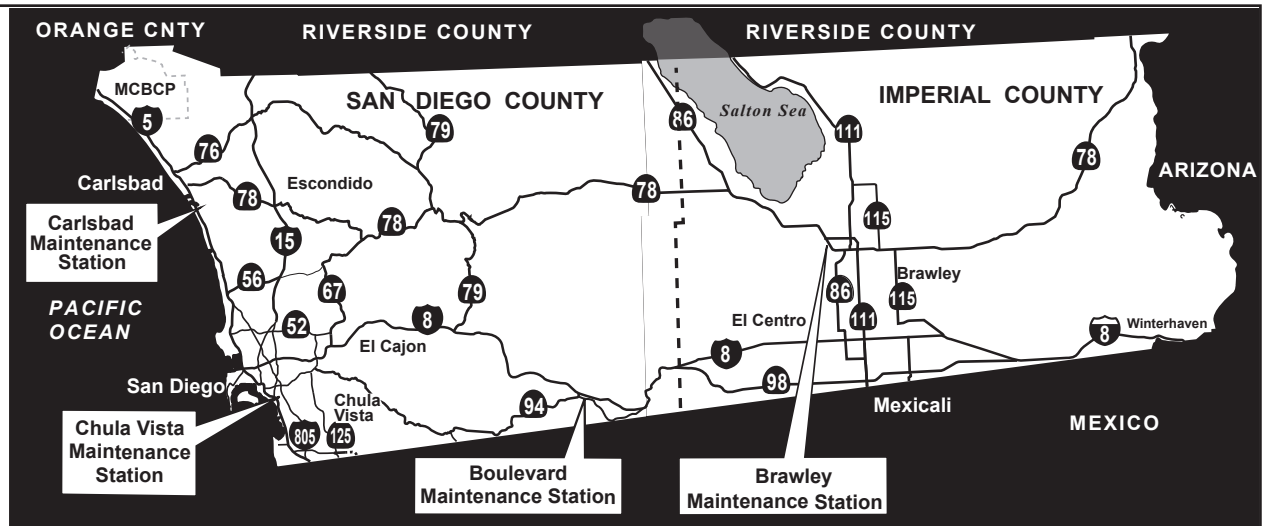 ORANGE CNTY
RIVERSIDE COUNTY
RIVERSIDE COUNTY
MCBCP
SAN DIEGO COUNTY
IMPERIAL COUNTY
Salton Sea
5
76
79
86
111
78
ARIZONA
Carlsbad
78
Escondido
78
78
115
Carlsbad
Maintenance
Station
15
56
67
79
86
115
Brawley
PACIFIC
OCEAN
52
8
111
El Centro
8
8
Winterhaven
El Cajon
San Diego
98
Mexicali
Chula
Vista
94
805
125
MEXICO
Chula Vista
Maintenance
Station
Boulevard
Maintenance Station
Brawley
Maintenance Station